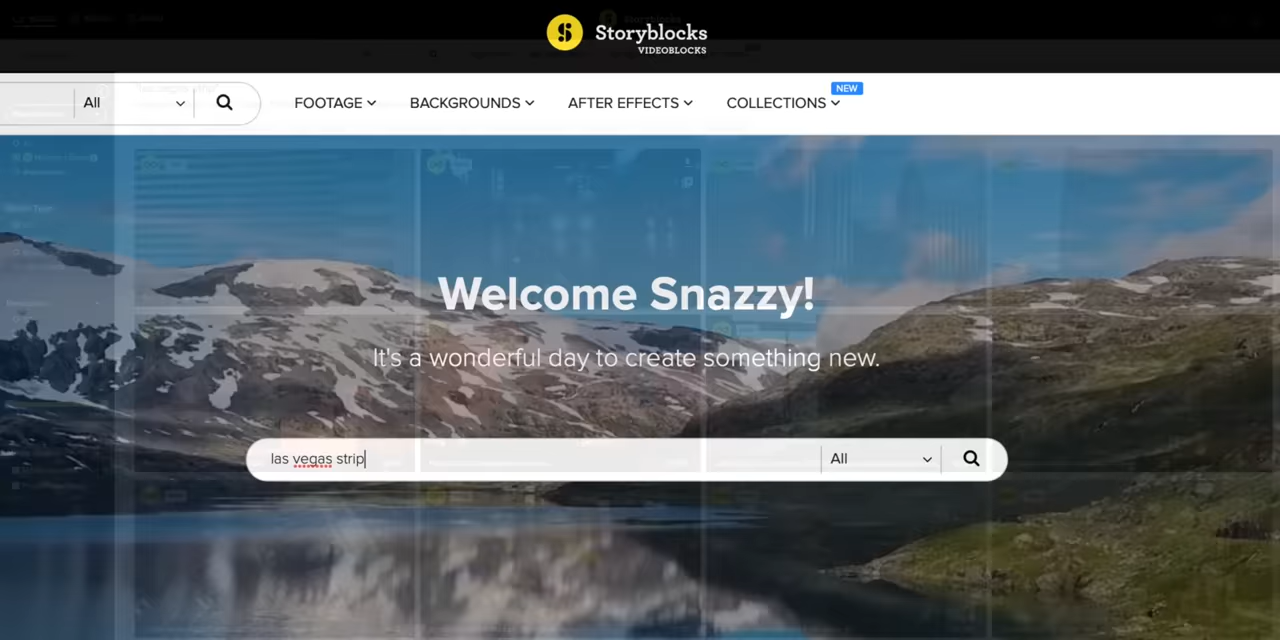 Storyblocks
VIDEOBLOCKS
NEW
All
FOOTAGE
BACKGROUNDS
AFTER EFFECTS
COLLECTIONS
Welcome Snazzy!
It's a wonderful day to create something new.
las vegas strip
All